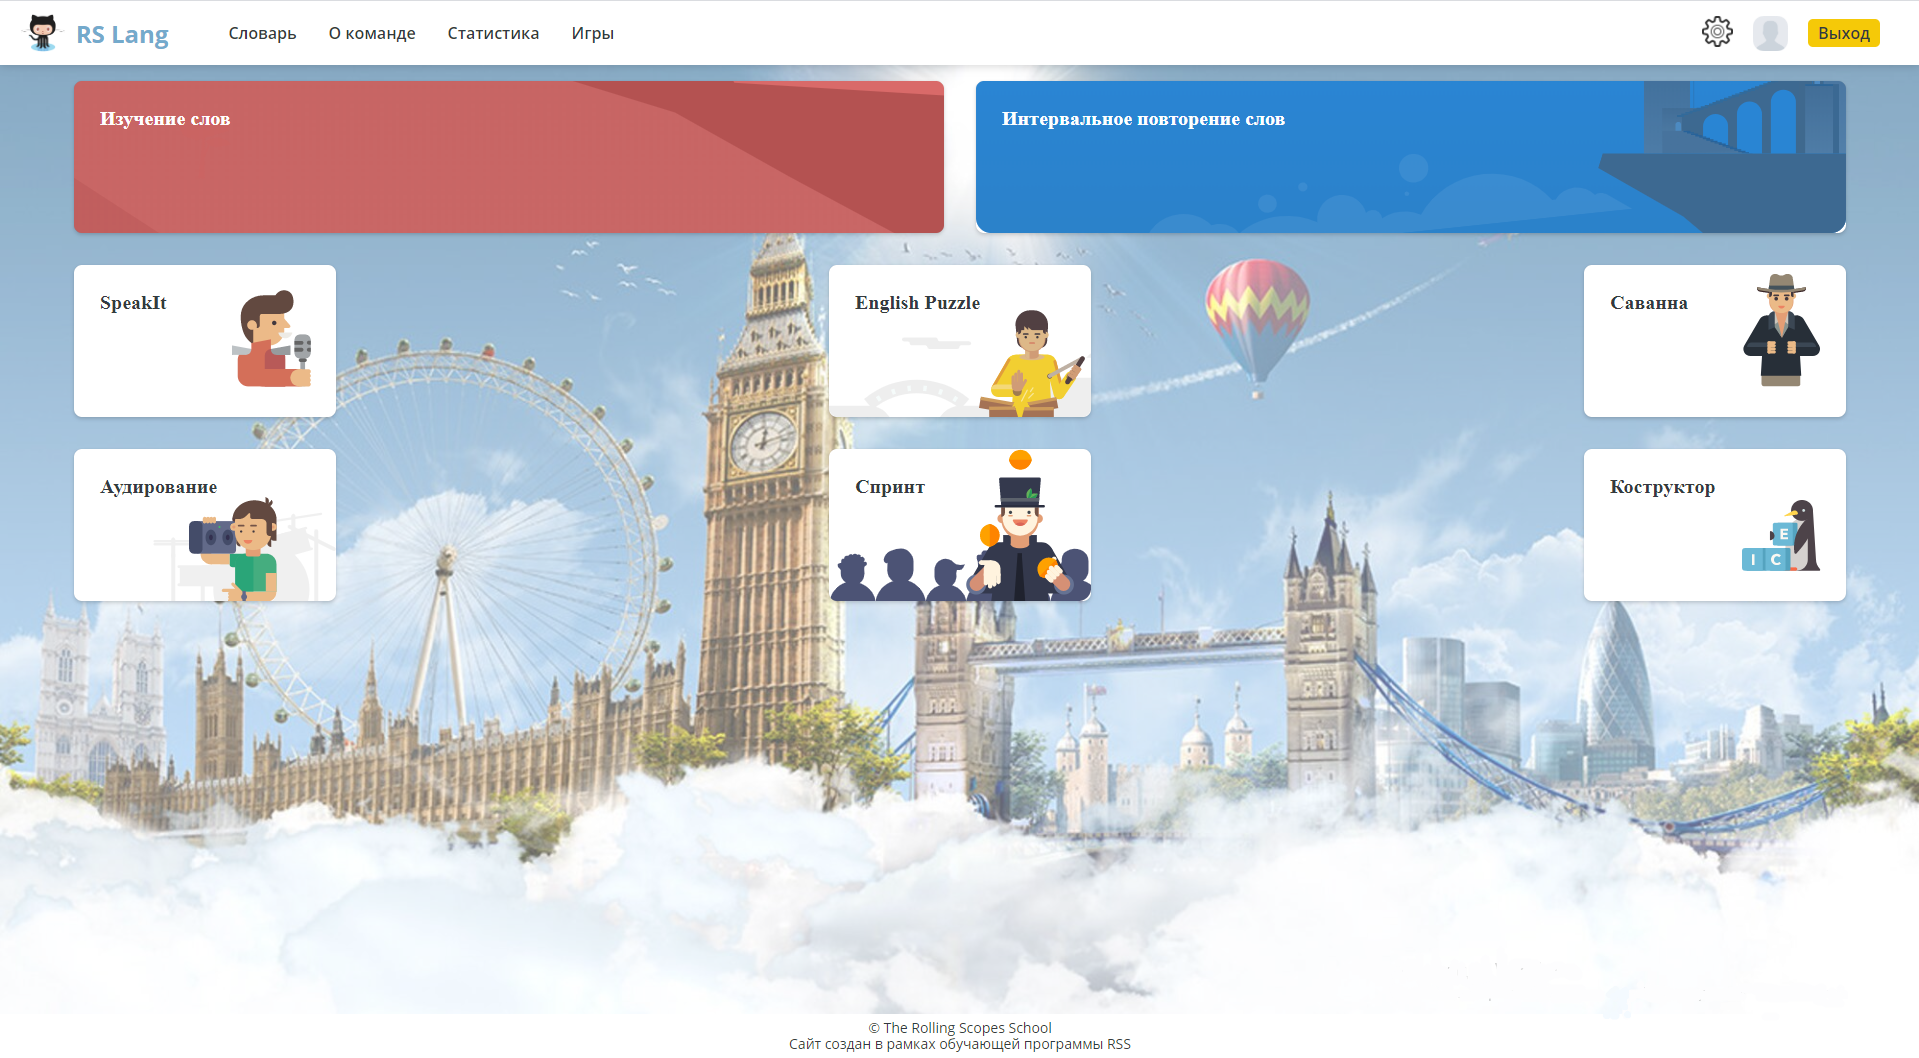 RS Lang
Словарь
О команде
Статистика
Игры
Выход
Изучение слов
Интервальное повторение слов
SpeakIt
English Puzzle
Саванна
Аудирование
Спринт
Коструктор
E
I C
© The Rolling Scopes School
Сайт создан в рамках обучающей программы RSS